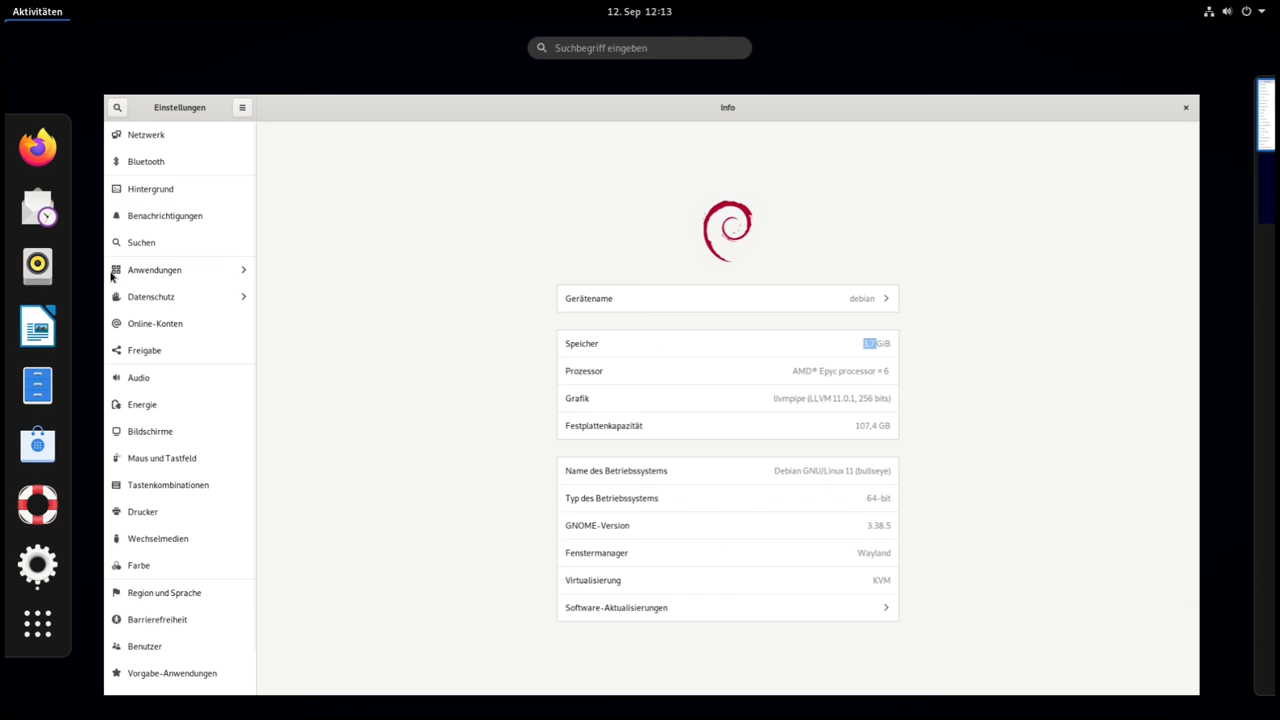 Aktivitäten
12. Sep 12:13
Suchbegriff eingeben
Einstellungen
Info
Netzwerk
Bluetooth
Hintergrund
Benachrichtigungen
Suchen
Anwendungen
Datenschutz
Online-Konten
Freigabe
Audio
Energie
Bildschirme
Maus und Tastfeld
Tastenkombinationen
Drucker
Wechselmedien
Farbe
Region und Sprache
Barrierefreiheit
Benutzer
Vorgabe-Anwendungen
Gerätename debian
Speicher 3,7 GiB
Prozessor AMD® Epyc processor × 6
Grafik llvmpipe (LLVM 11.0.1, 256 bits)
Festplattenkapazität 107,4 GB
Name des Betriebssystems Debian GNU/Linux 11 (bullseye)
Typ des Betriebssystems 64-bit
GNOME-Version 3.38.5
Fenstermanager Wayland
Virtualisierung KVM
Software-Aktualisierungen